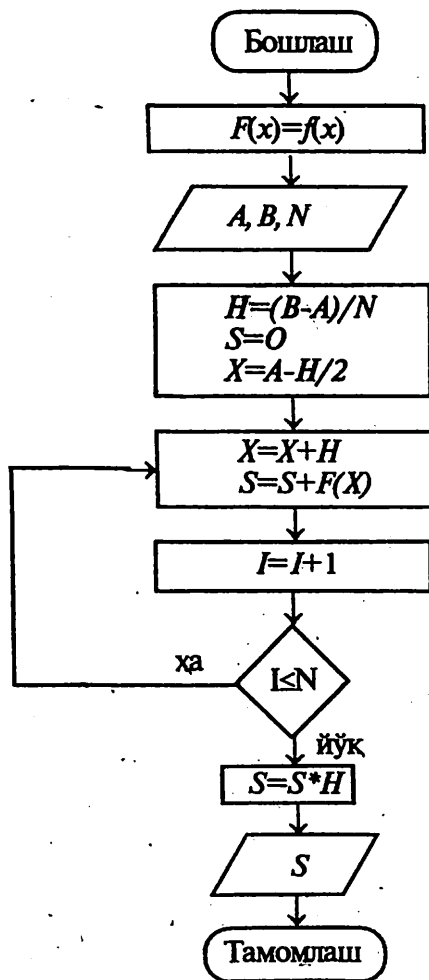 Бошлаш
F(x)=f(x)
A, B, N
H=(B-A)/N
S=O
X=A-H/2
X=X+H
S=S+F(X)
I=I+1
ҳа
I≤N
йўқ
S=S*H
S
Тамомлаш